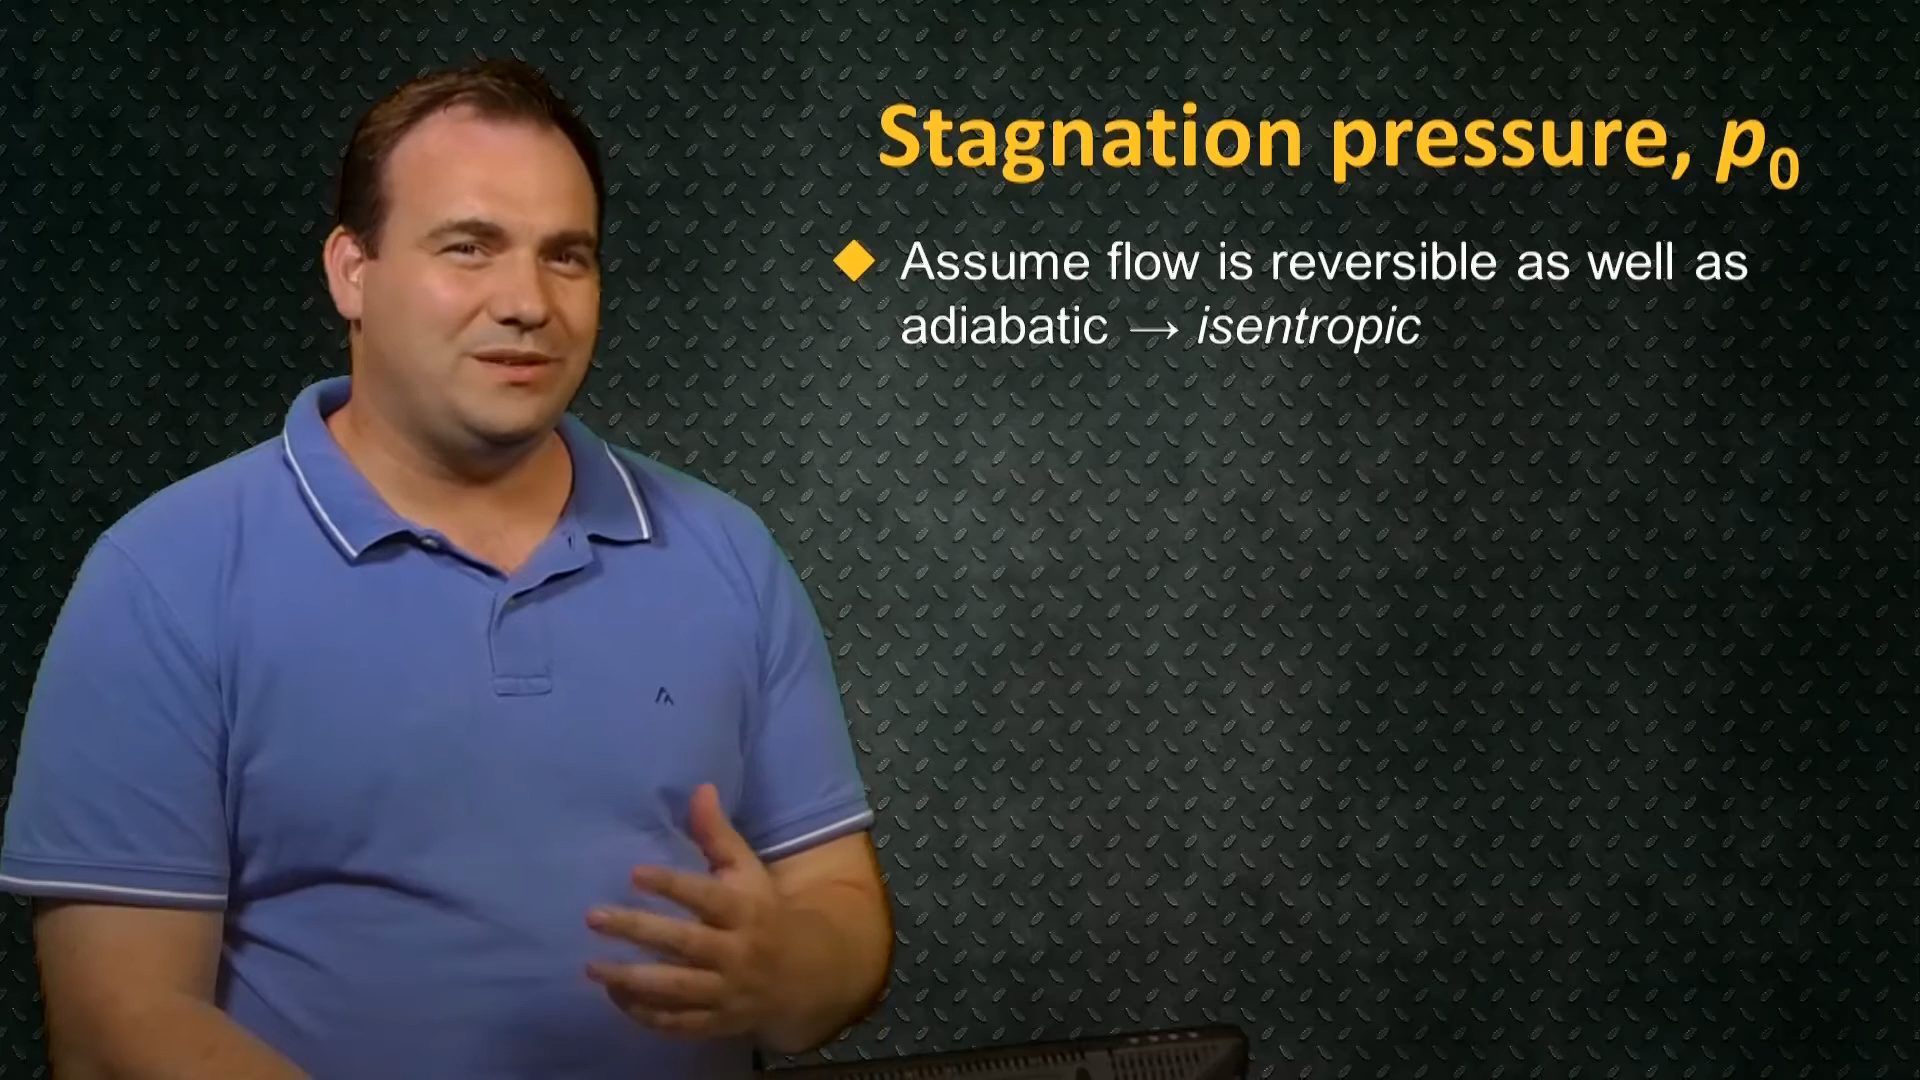 Stagnation pressure, p₀
Assume flow is reversible as well as
adiabatic → isentropic